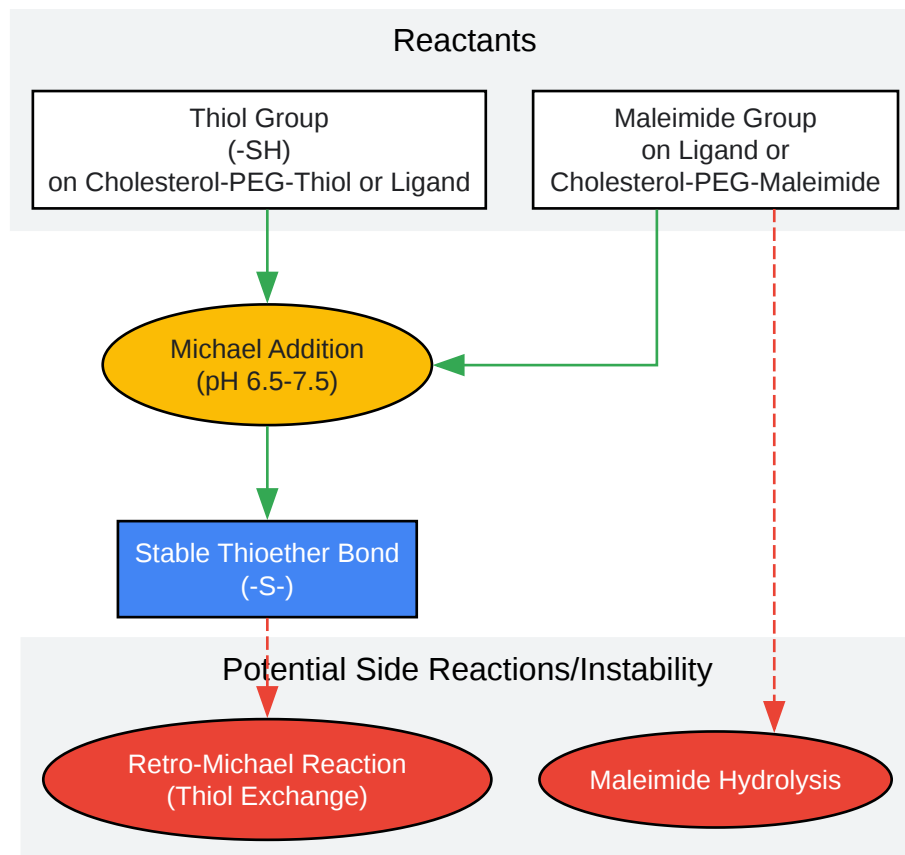 Reactants
Thiol Group
(-SH)
on Cholesterol-PEG-Thiol or Ligand
Maleimide Group
on Ligand or
Cholesterol-PEG-Maleimide
Michael Addition
(pH 6.5-7.5)
Stable Thioether Bond
(-S-)
Potential Side Reactions/Instability
Retro-Michael Reaction
(Thiol Exchange)
Maleimide Hydrolysis